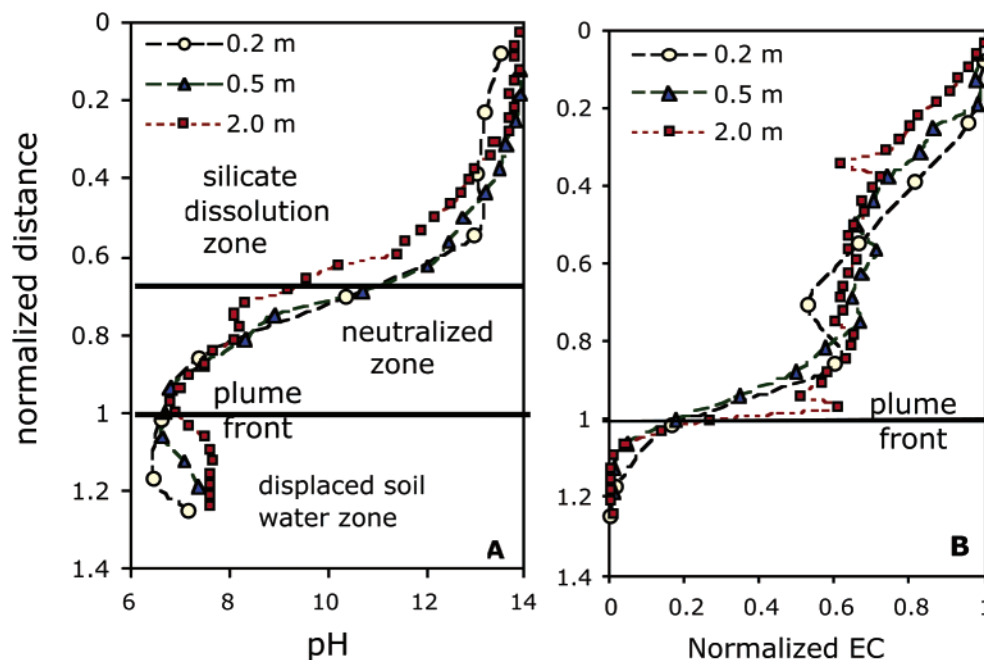 A
B
0
0.2
0.4
0.6
0.8
1
1.2
1.4
normalized distance
0.2 m
0.5 m
2.0 m
silicate
dissolution
zone
neutralized
zone
plume
front
displaced soil
water zone
A
6
8
10
12
14
pH
0
0.2
0.4
0.6
0.8
1
1.2
1.4
0.2 m
0.5 m
2.0 m
plume
front
B
0
0.2
0.4
0.6
0.8
1
Normalized EC